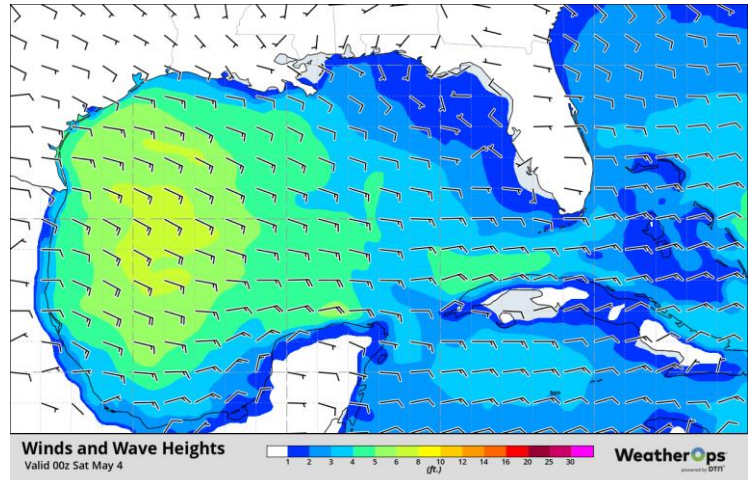 Winds and Wave Heights
Valid 00z Sat May 4
1 2 3 4 5 6 8 10 12 14 16 20 25 30
(ft.)
WeatherOps
powered by DTN